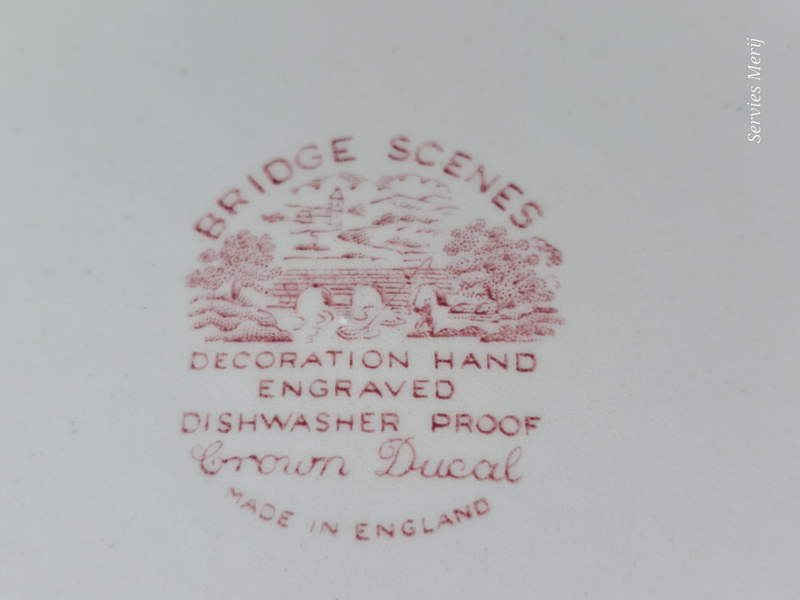 BRIDGE SCENES
DECORATION HAND
ENGRAVED
DISHWASHER PROOF
Crown Ducal
MADE IN ENGLAND
Servies Merij